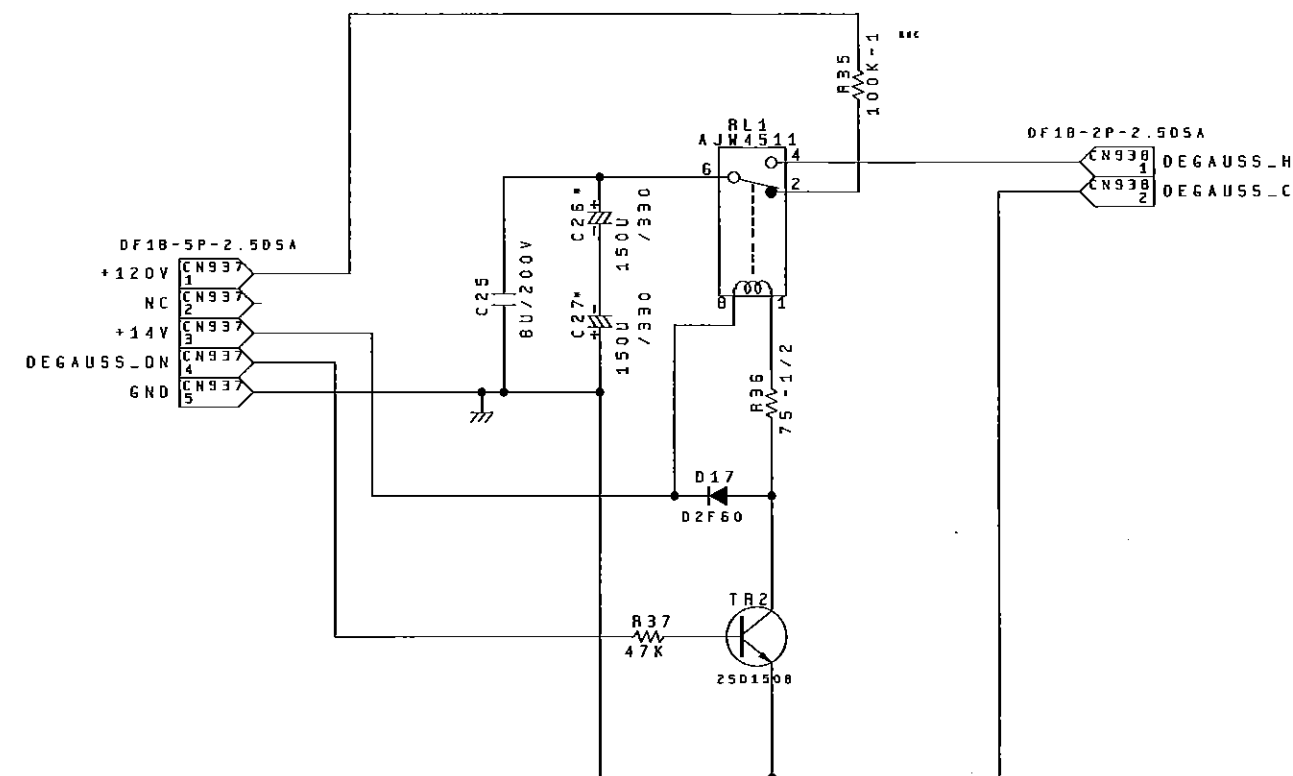 R35
100K-1
RL1
AJW4511
4
6
2
8
1
DF1B-2P-2.5DSA
CN938
1
DEGAUSS_H
CN938
2
DEGAUSS_C
DF1B-5P-2.5DSA
+120V
CN937
1
NC
CN937
2
+14V
CN937
3
DEGAUSS_ON
CN937
4
GND
CN937
5
C25
8U/200V
C26*
+
-
150U
/330
C27*
-
+
150U
/330
R36
75-1/2
D17
D2F60
R37
47K
TR2
2SD1508